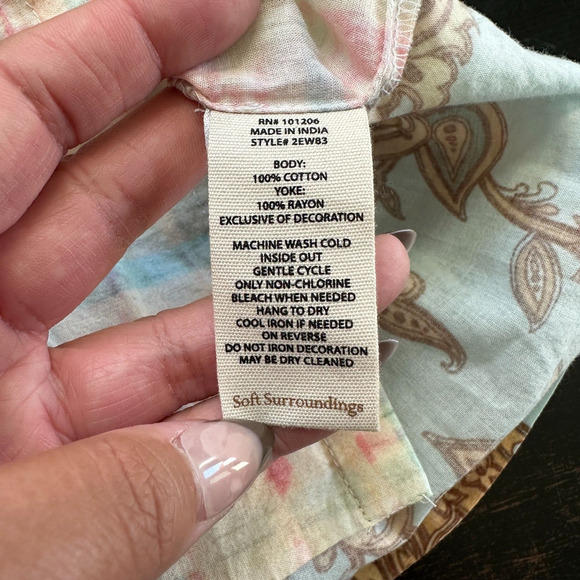 RN# 101206
MADE IN INDIA
STYLE# 2EW83
BODY:
100% COTTON
YOKE:
100% RAYON
EXCLUSIVE OF DECORATION
MACHINE WASH COLD
INSIDE OUT
GENTLE CYCLE
ONLY NON-CHLORINE
BLEACH WHEN NEEDED
HANG TO DRY
COOL IRON IF NEEDED
ON REVERSE
DO NOT IRON DECORATION
MAY BE DRY CLEANED
Soft Surroundings